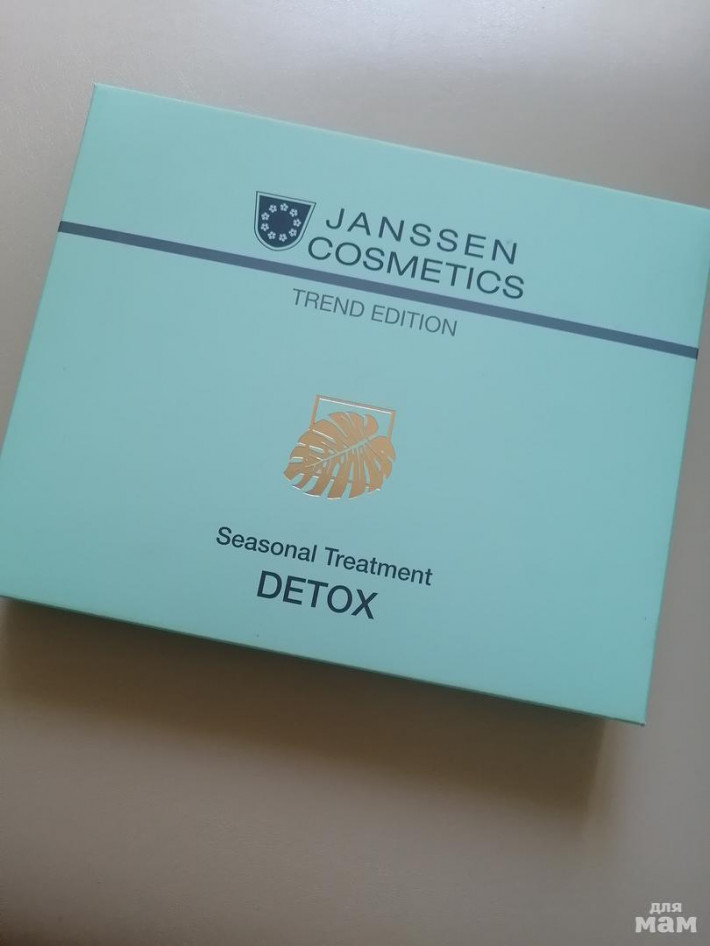 JANSSEN
COSMETICS
TREND EDITION
Seasonal Treatment
DETOX
для
мам